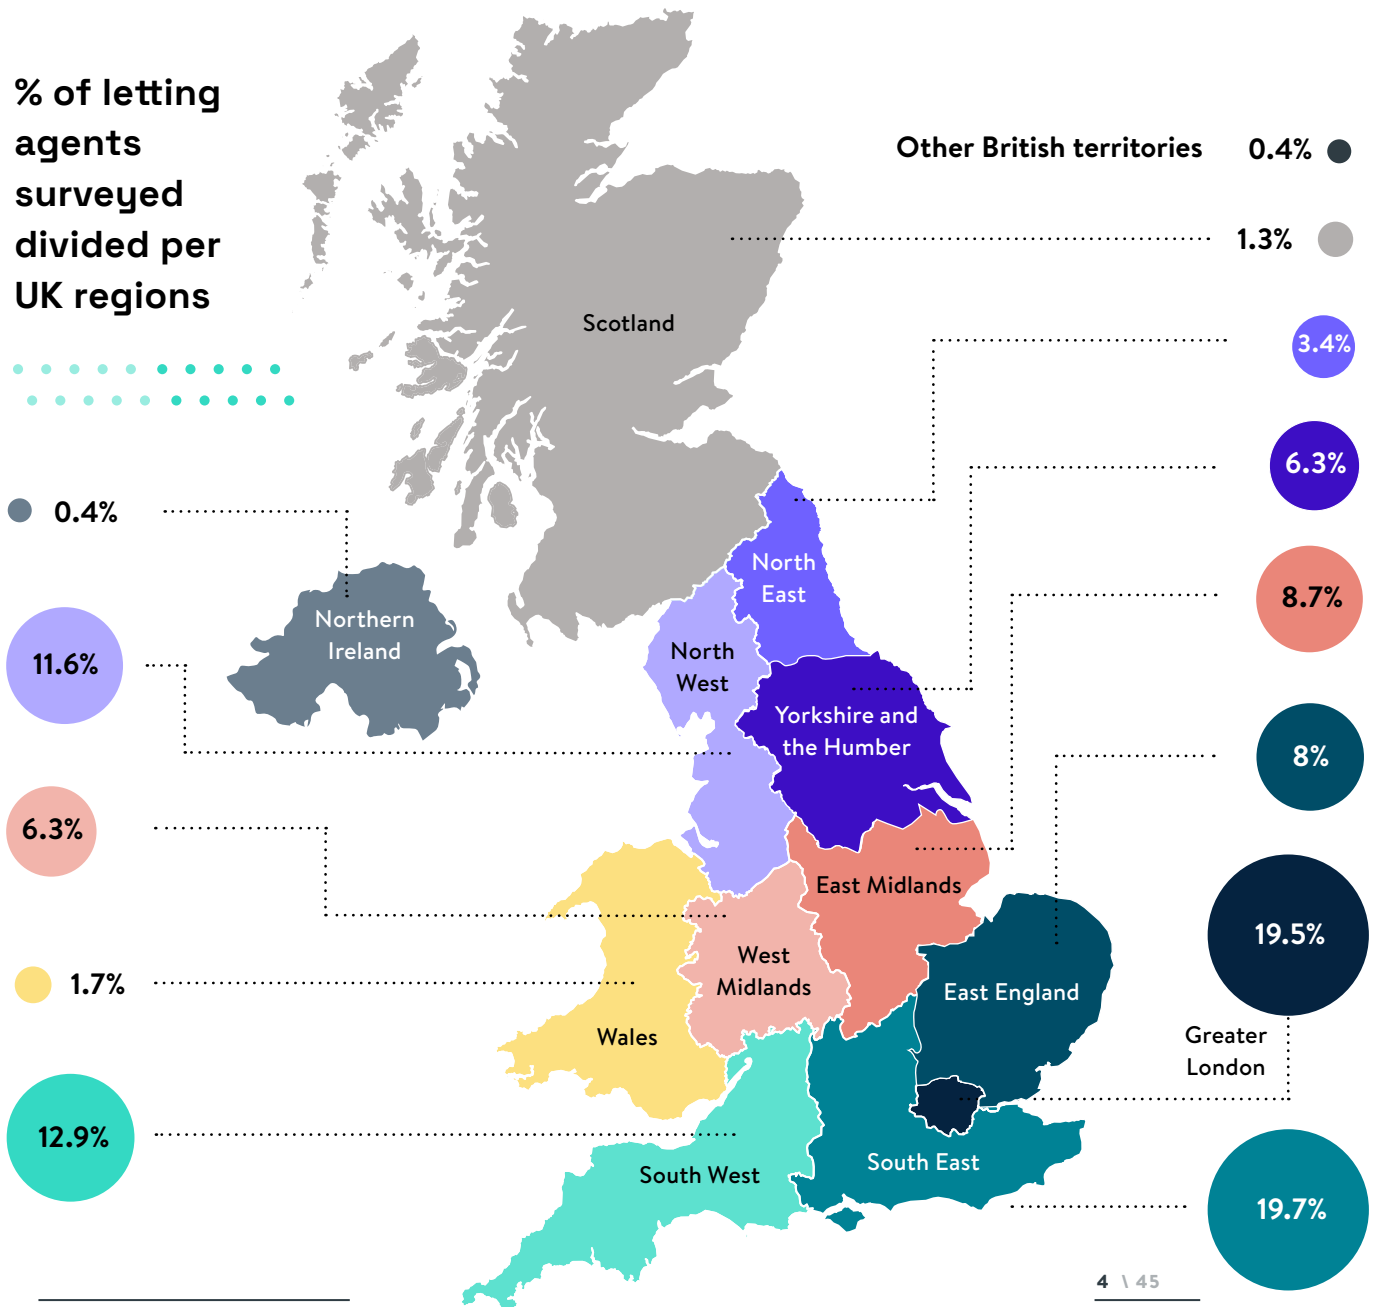 % of letting
agents
surveyed
divided per
UK regions
Other British territories 0.4%
1.3%
Scotland
3.4%
6.3%
0.4%
North
East
8.7%
Northern
Ireland
11.6%
North
West
Yorkshire and
the Humber
8%
6.3%
East Midlands
19.5%
West
Midlands
1.7%
East England
Wales
Greater
London
12.9%
South West
South East
19.7%
4 \ 45